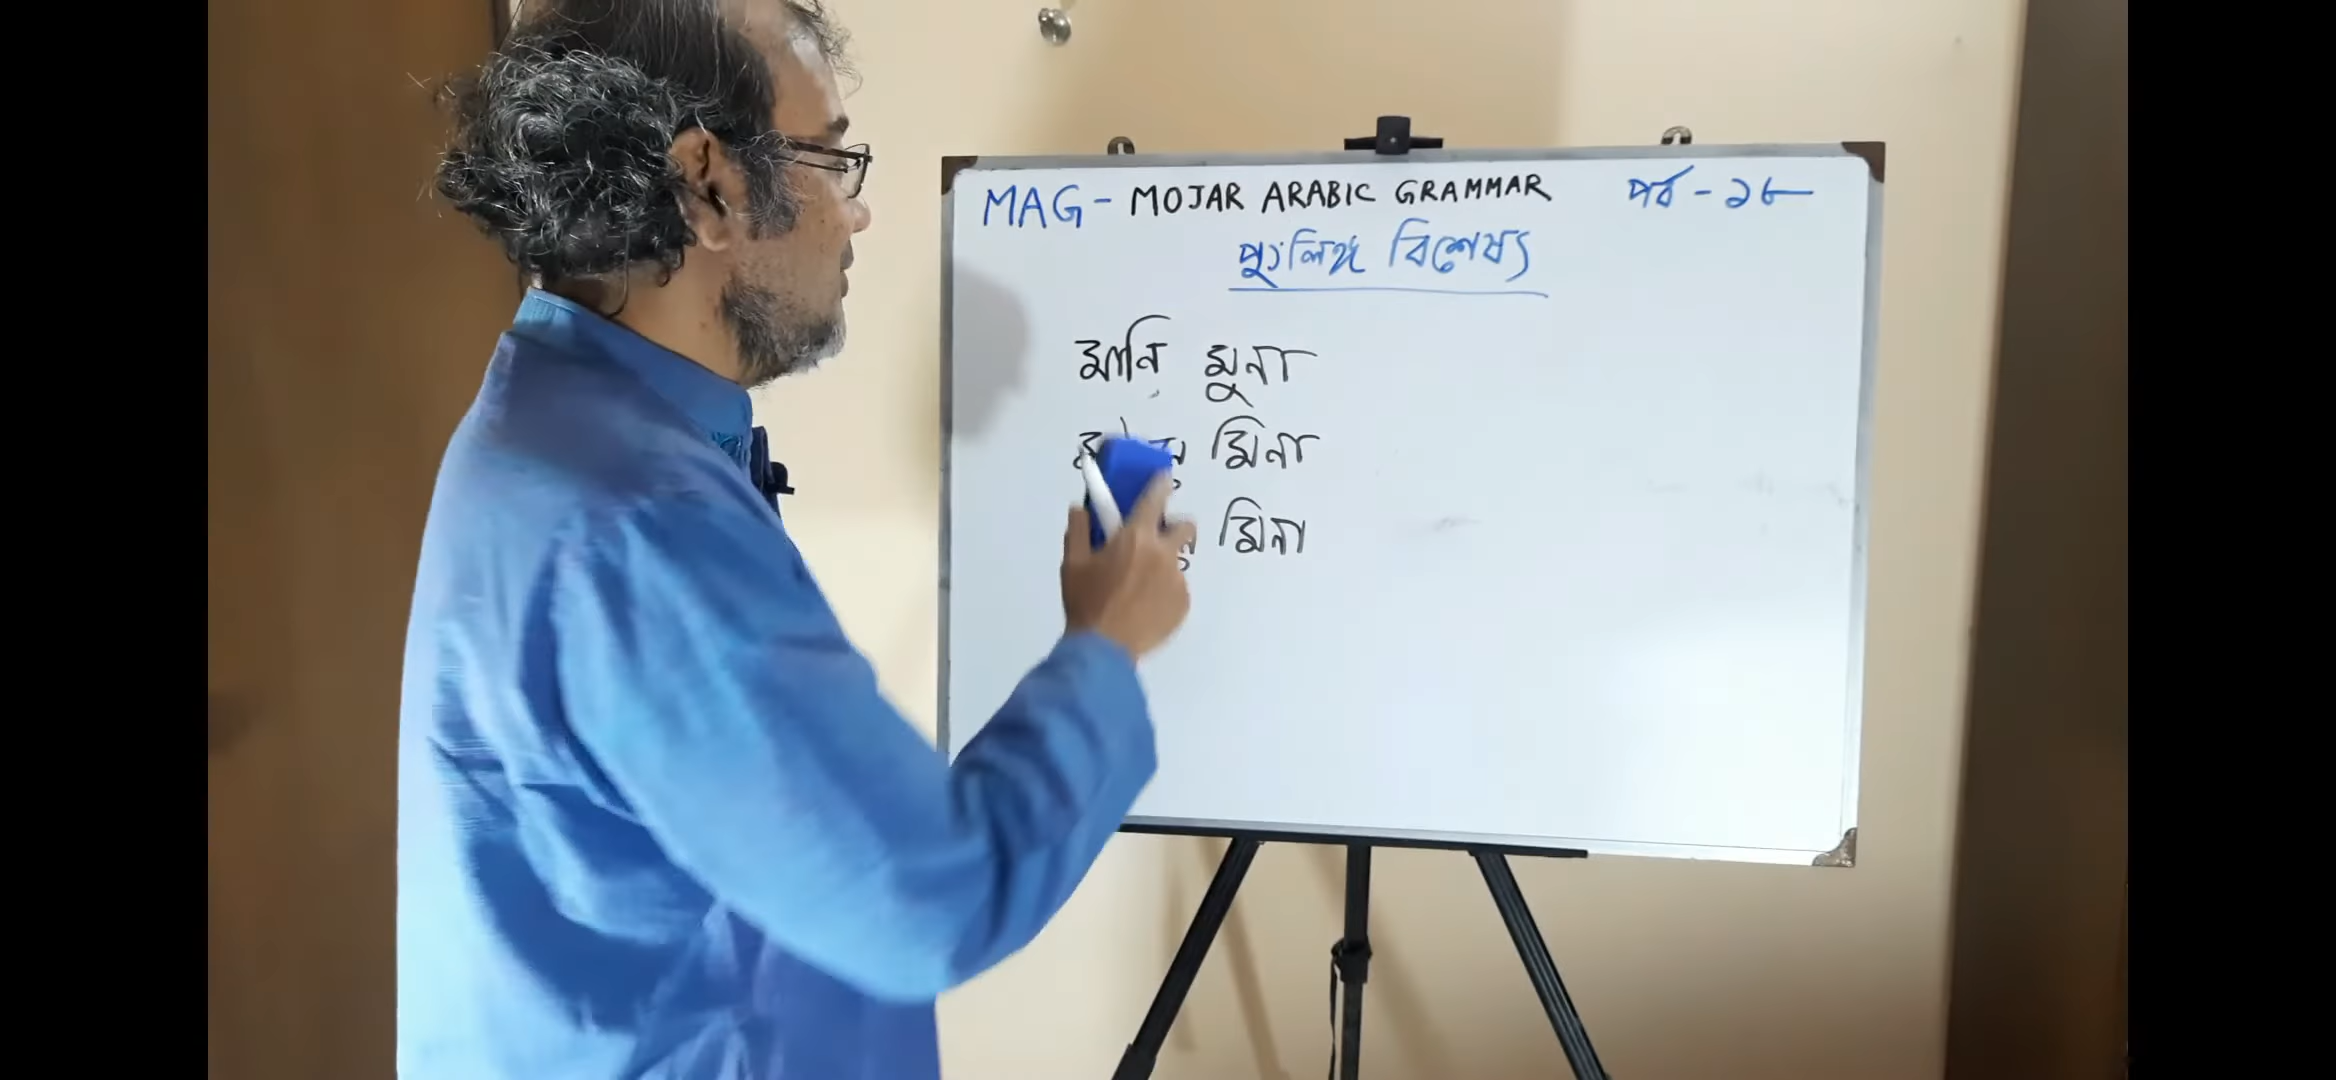 MAG - MOJAR ARABIC GRAMMAR পর্ব - ১৮
পুংলিঙ্গ বিশেষ্য
মানি মুনা
মিনা
মিনা